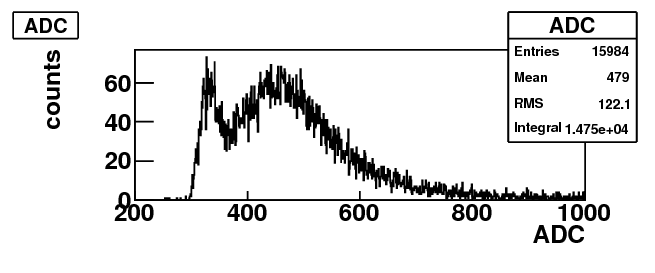 ADC
ADC
Entries 15984
Mean 479
RMS 122.1
Integral 1.475e+04
counts
60
40
20
0
200 400 600 800 1000
ADC